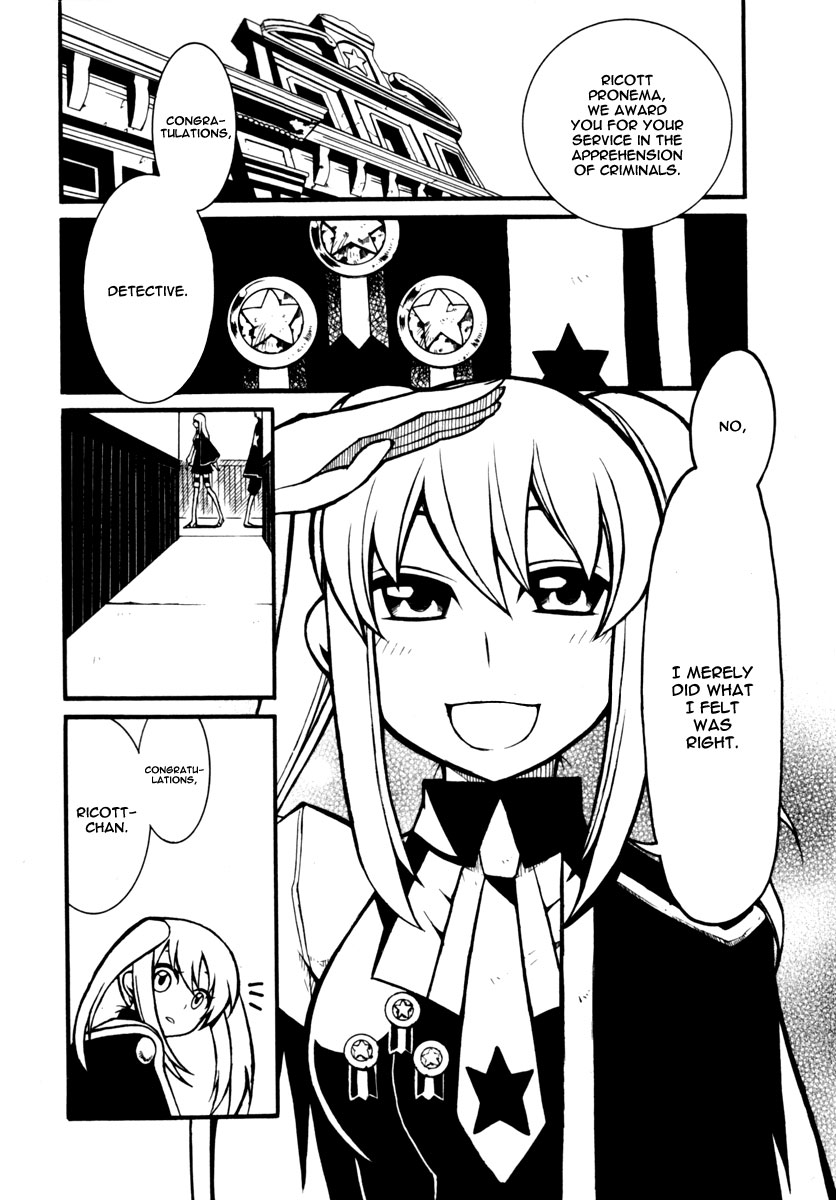 RICOTT
PRONEMA,
WE AWARD
YOU FOR YOUR
SERVICE IN THE
APPREHENSION
OF CRIMINALS.
CONGRA-
TULATIONS,
DETECTIVE.
NO,
I MERELY
DID WHAT
I FELT
WAS
RIGHT.
CONGRATU-
LATIONS,
RICOTT-
CHAN.